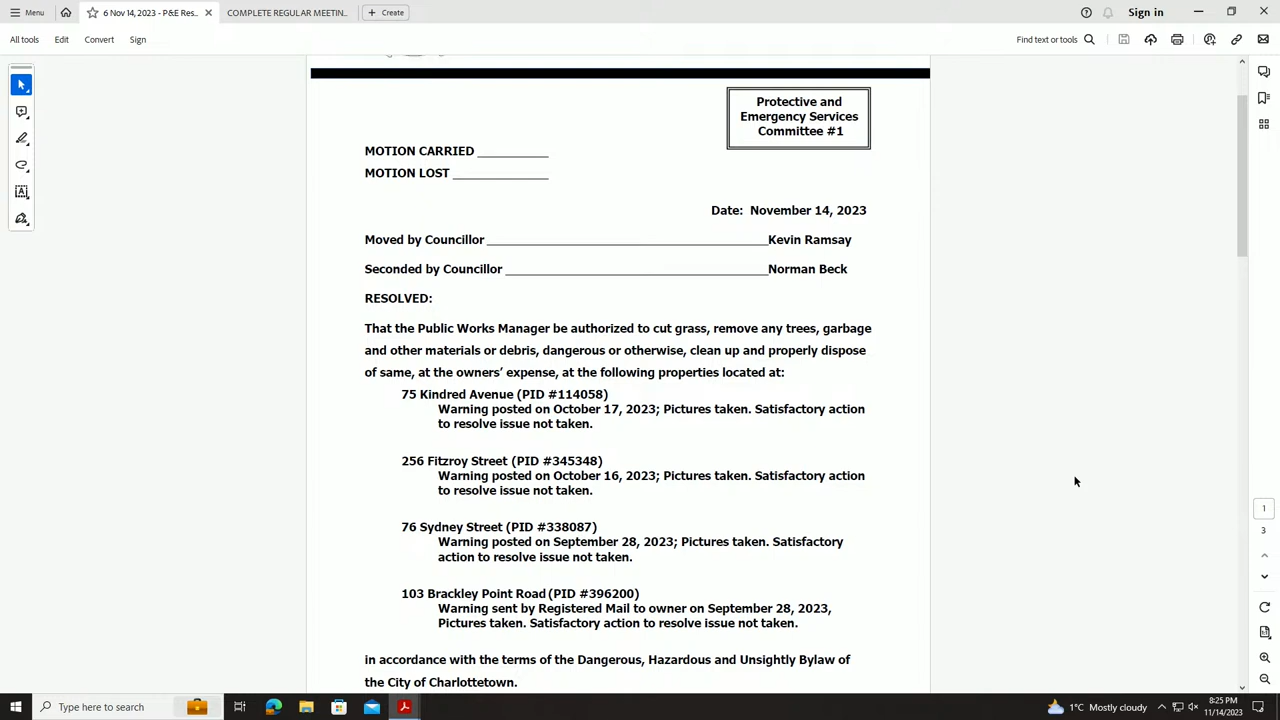 Menu
6 Nov 14, 2023 - P&E Res...
COMPLETE REGULAR MEETIN...
Create
Sign in
All tools
Edit
Convert
Sign
Find text or tools
Protective and
Emergency Services
Committee #1
MOTION CARRIED ___________
MOTION LOST ______________
Date: November 14, 2023
Moved by Councillor __________________________________________Kevin Ramsay
Seconded by Councillor _______________________________________Norman Beck
RESOLVED:
That the Public Works Manager be authorized to cut grass, remove any trees, garbage
and other materials or debris, dangerous or otherwise, clean up and properly dispose
of same, at the owners' expense, at the following properties located at:
75 Kindred Avenue (PID #114058)
Warning posted on October 17, 2023; Pictures taken. Satisfactory action
to resolve issue not taken.
256 Fitzroy Street (PID #345348)
Warning posted on October 16, 2023; Pictures taken. Satisfactory action
to resolve issue not taken.
76 Sydney Street (PID #338087)
Warning posted on September 28, 2023; Pictures taken. Satisfactory
action to resolve issue not taken.
103 Brackley Point Road (PID #396200)
Warning sent by Registered Mail to owner on September 28, 2023,
Pictures taken. Satisfactory action to resolve issue not taken.
in accordance with the terms of the Dangerous, Hazardous and Unsightly Bylaw of
the City of Charlottetown.
1
3
Type here to search
1°C Mostly cloudy
8:25 PM
11/14/2023